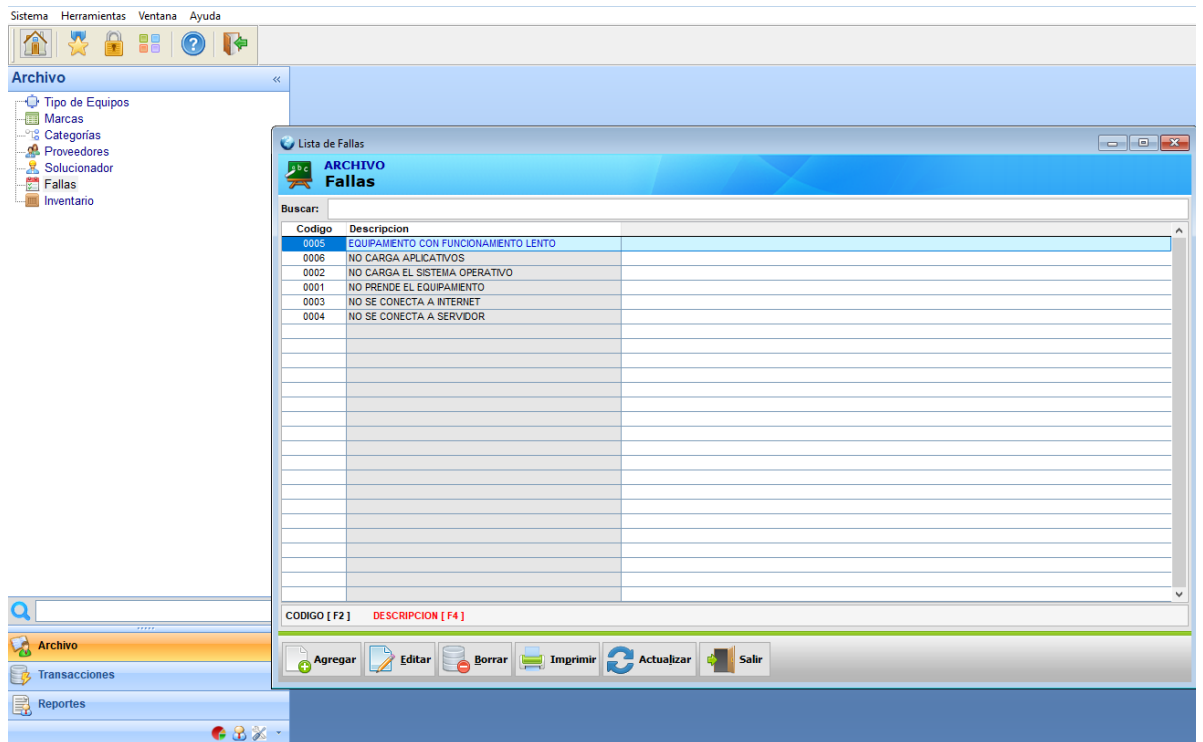 Sistema Herramientas Ventana Ayuda
Archivo
Tipo de Equipos
Marcas
Categorías
Proveedores
Solucionador
Fallas
Inventario
Lista de Fallas
ARCHIVO
Fallas
Buscar:
Codigo Descripcion
0005 EQUIPAMIENTO CON FUNCIONAMIENTO LENTO
0006 NO CARGA APLICATIVOS
0002 NO CARGA EL SISTEMA OPERATIVO
0001 NO PRENDE EL EQUIPAMIENTO
0003 NO SE CONECTA A INTERNET
0004 NO SE CONECTA A SERVIDOR
CODIGO [ F2 ] DESCRIPCION [ F4 ]
Agregar Editar Borrar Imprimir Actualizar Salir
Archivo
Transacciones
Reportes